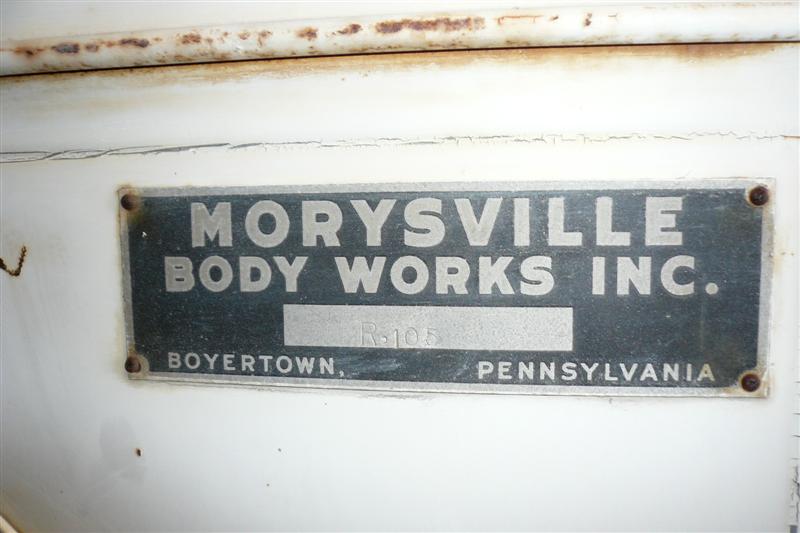 MORYSVILLE
BODY WORKS INC.
R-105
BOYERTOWN, PENNSYLVANIA